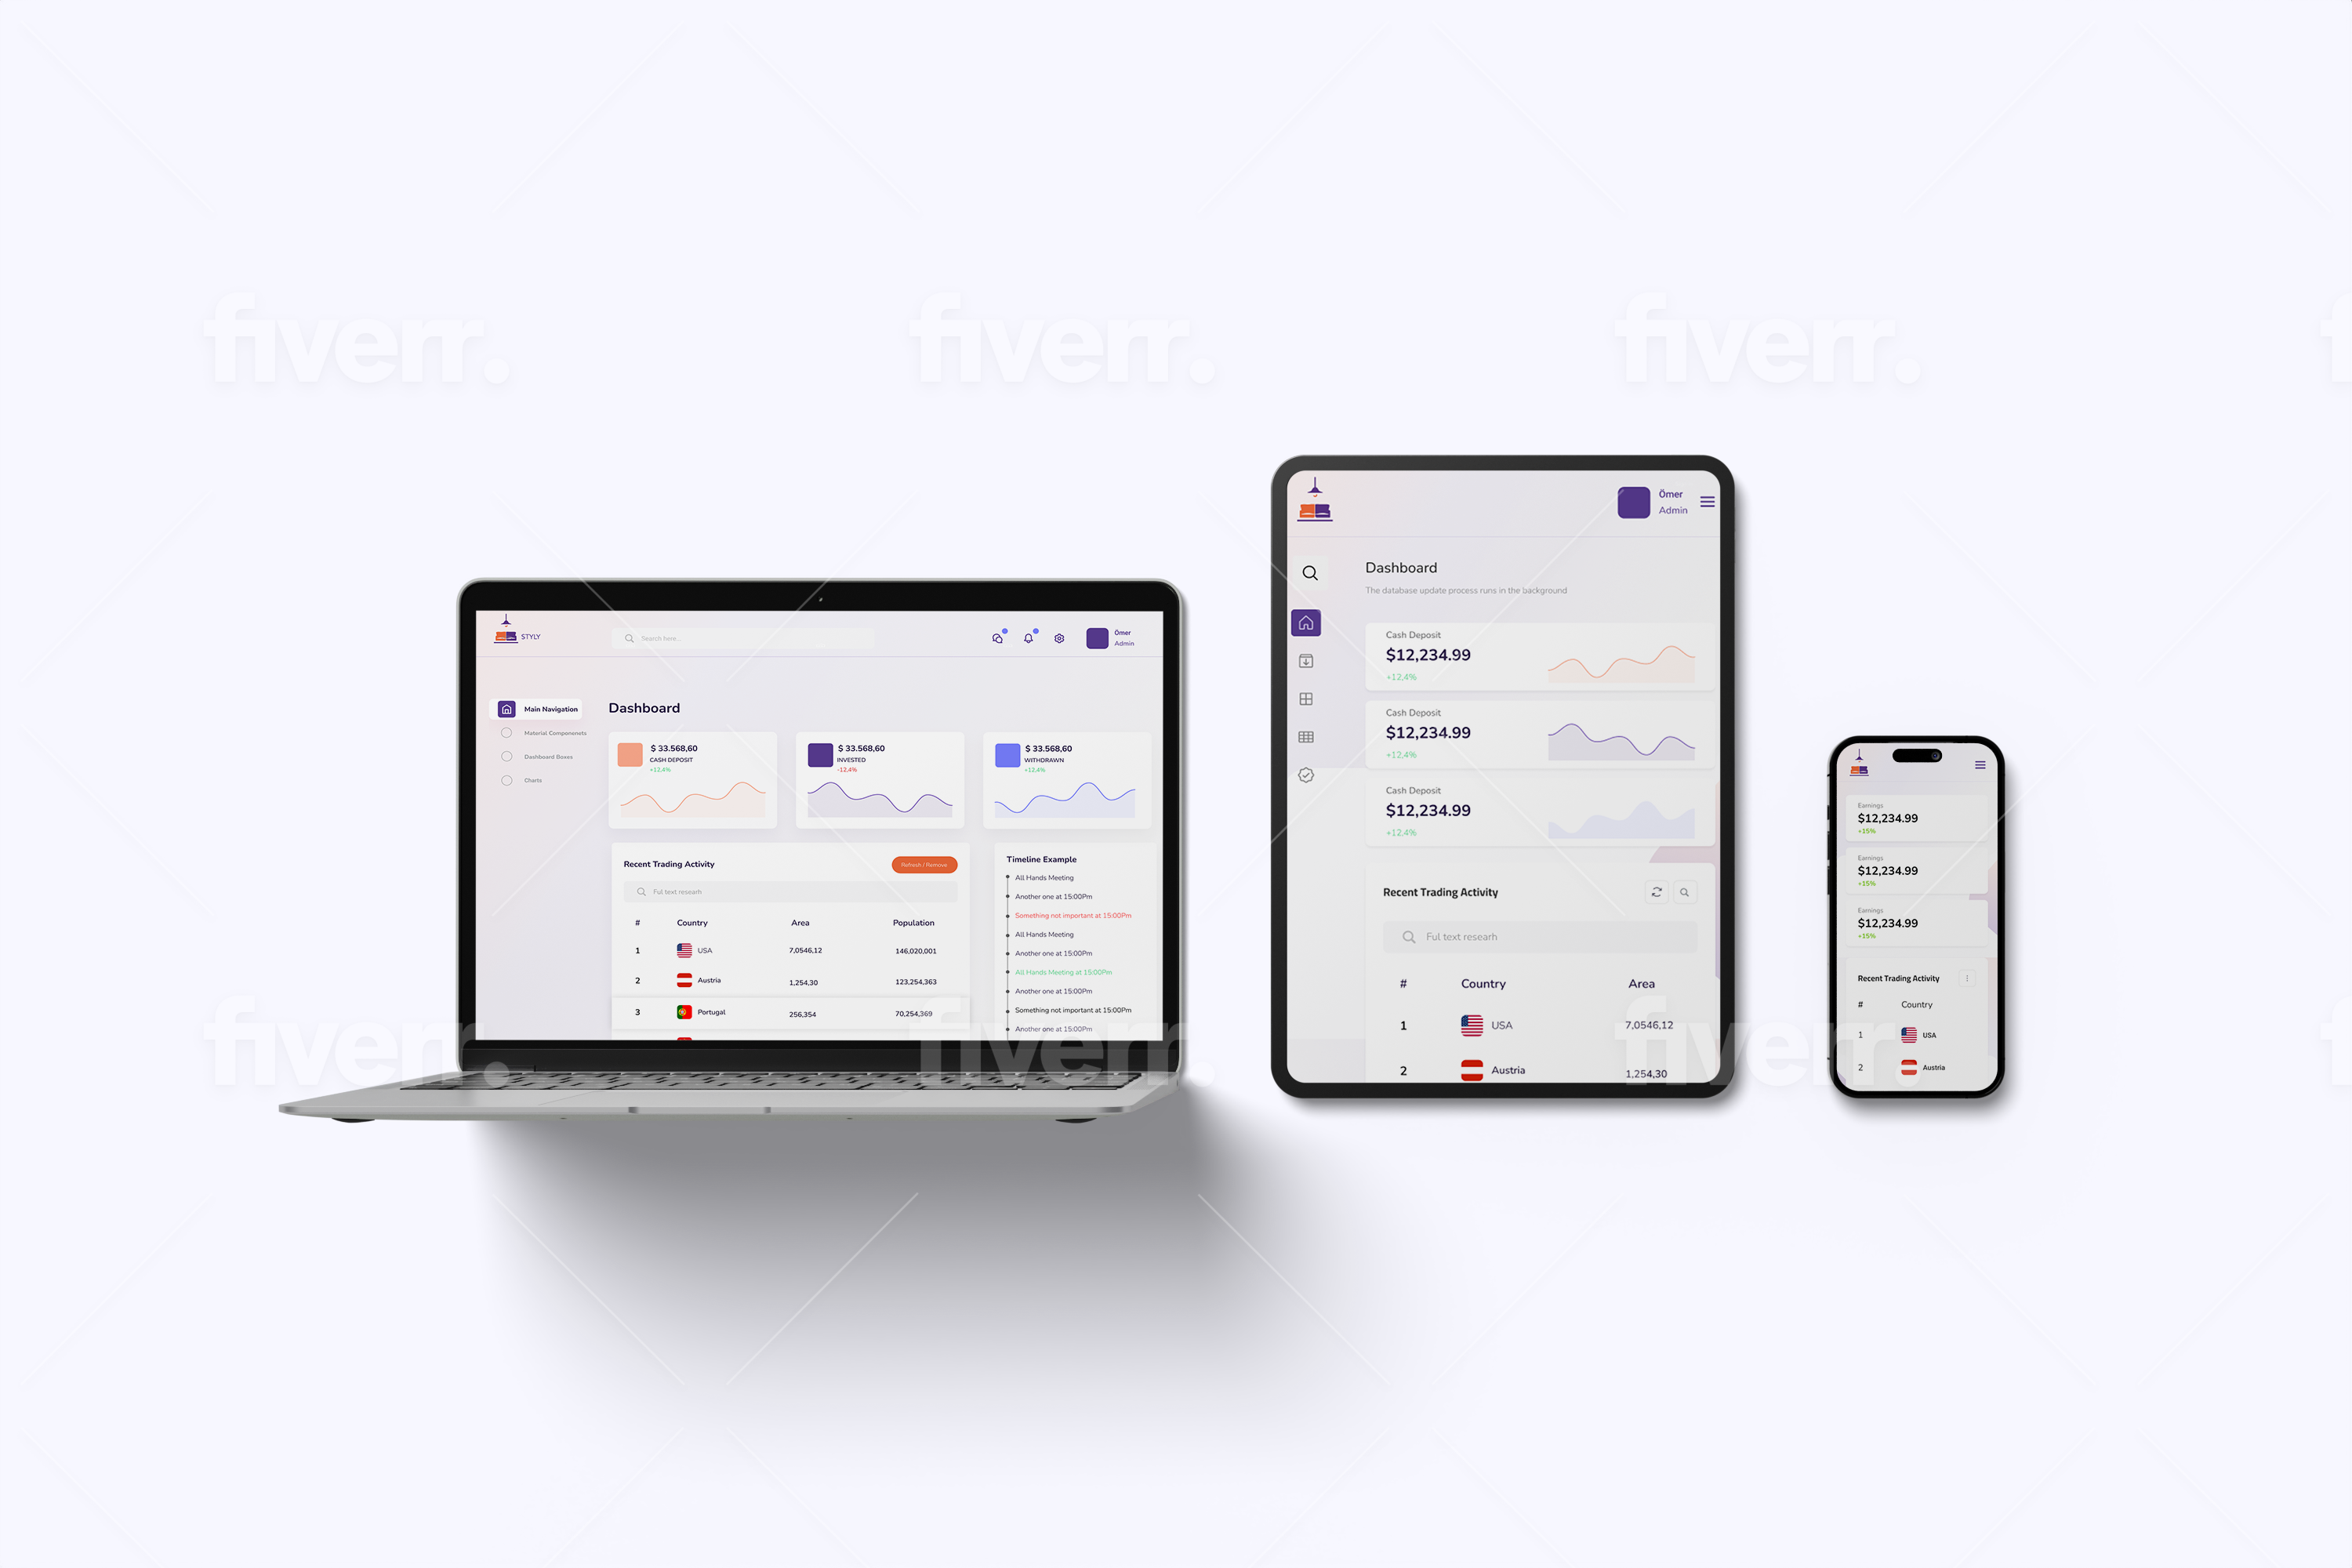 fiverr.
fiverr.
fiverr.
STYLY
Search here...
Ömer
Admin
Main Navigation
Material Componenets
Dashboard Boxes
Charts
Dashboard
$ 33.568,60
CASH DEPOSIT
+12,4%
$ 33.568,60
INVESTED
-12,4%
$ 33.568,60
WITHDRAWN
+12,4%
Recent Trading Activity
Refresh / Remove
Ful text researh
# Country Area Population
1 USA 7,0546,12 146,020,001
2 Austria 1,254,30 123,254,363
3 Portugal 256,354 70,254,369
Timeline Example
All Hands Meeting
Another one at 15:00Pm
Something not important at 15:00Pm
All Hands Meeting
Another one at 15:00Pm
All Hands Meeting at 15:00Pm
Another one at 15:00Pm
Something not important at 15:00Pm
Another one at 15:00Pm
Ömer
Admin
Dashboard
The database update process runs in the background
Cash Deposit
$12,234.99
+12,4%
Cash Deposit
$12,234.99
+12,4%
Cash Deposit
$12,234.99
+12,4%
Recent Trading Activity
Ful text researh
# Country Area
1 USA 7,0546,12
2 Austria 1,254,30
Earnings
$12,234.99
+15%
Earnings
$12,234.99
+15%
Earnings
$12,234.99
+15%
Recent Trading Activity
# Country
1 USA
2 Austria
fiverr.
fiverr.
fiverr.